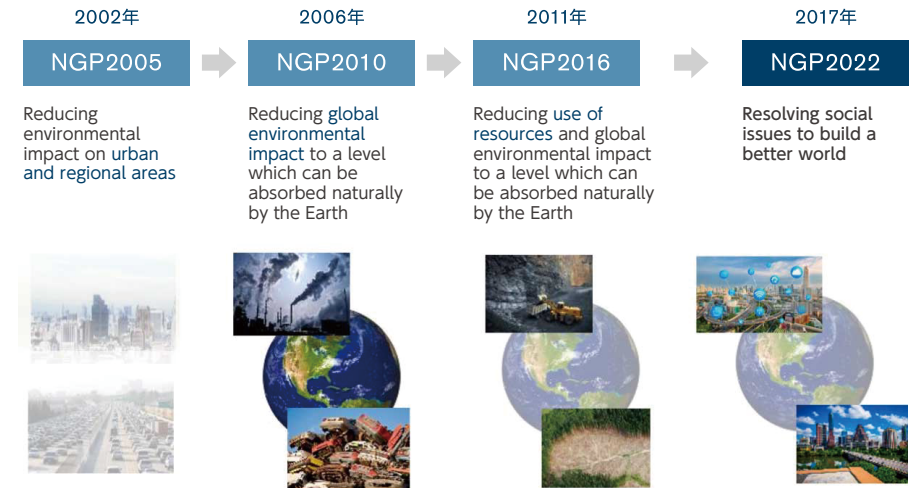 2002年
NGP2005
Reducing
environmental
impact on urban
and regional areas
2006年
NGP2010
Reducing global
environmental
impact to a level
which can be
absorbed naturally
by the Earth
2011年
NGP2016
Reducing use of
resources and global
environmental impact
to a level which can
be absorbed naturally
by the Earth
2017年
NGP2022
Resolving social
issues to build a
better world